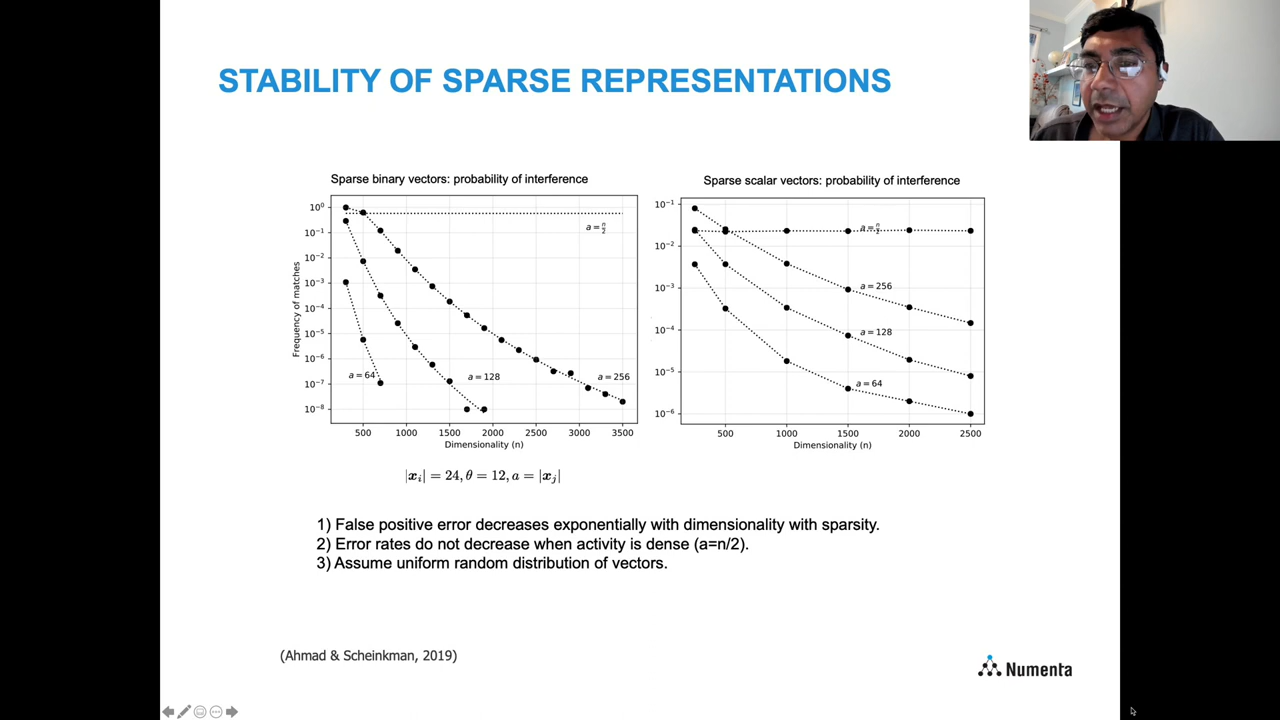 STABILITY OF SPARSE REPRESENTATIONS
Sparse binary vectors: probability of interference
Frequency of matches
10⁰
10⁻¹
10⁻²
10⁻³
10⁻⁴
10⁻⁵
10⁻⁶
10⁻⁷
10⁻⁸
a = n/2
a = 64
a = 128
a = 256
500 1000 1500 2000 2500 3000 3500
Dimensionality (n)
Sparse scalar vectors: probability of interference
10⁻¹
10⁻²
10⁻³
10⁻⁴
10⁻⁵
10⁻⁶
a = n/2
a = 256
a = 128
a = 64
500 1000 1500 2000 2500
Dimensionality (n)
|xᵢ| = 24, θ = 12, a = |xⱼ|
1) False positive error decreases exponentially with dimensionality with sparsity.
2) Error rates do not decrease when activity is dense (a=n/2).
3) Assume uniform random distribution of vectors.
(Ahmad & Scheinkman, 2019)
Numenta